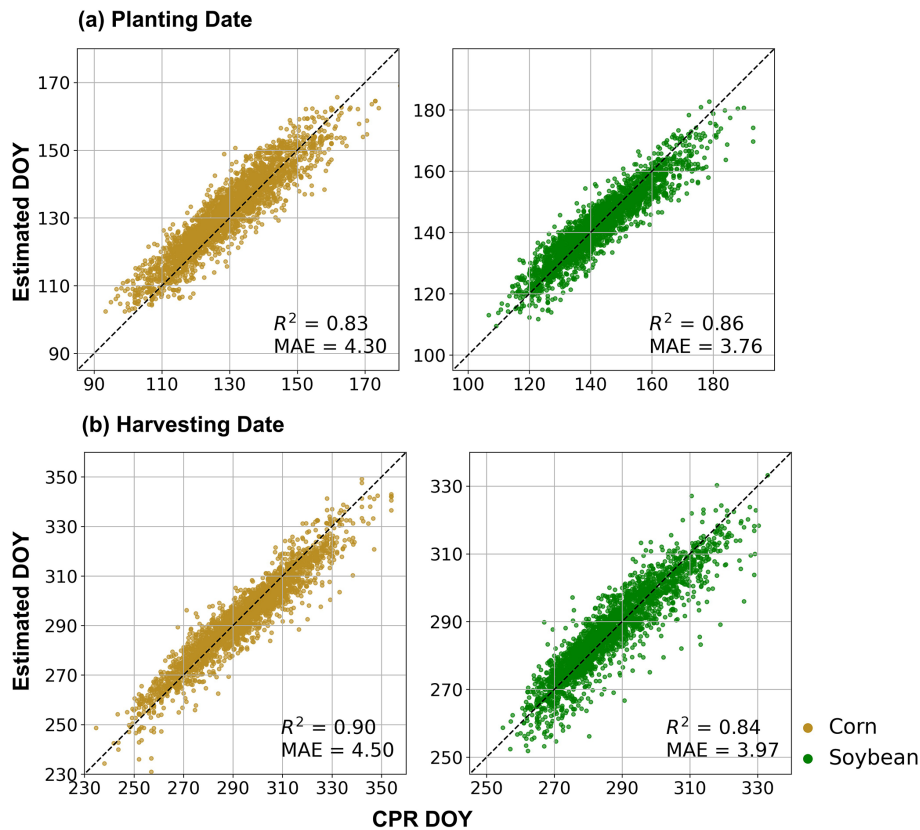 (a) Planting Date
170
150
130
110
90
90 110 130 150 170
Estimated DOY
R² = 0.83
MAE = 4.30
180
160
140
120
100
100 120 140 160 180
R² = 0.86
MAE = 3.76
(b) Harvesting Date
350
330
310
290
270
250
230
230 250 270 290 310 330 350
Estimated DOY
R² = 0.90
MAE = 4.50
330
310
290
270
250
250 270 290 310 330
R² = 0.84
MAE = 3.97
Corn
Soybean
CPR DOY